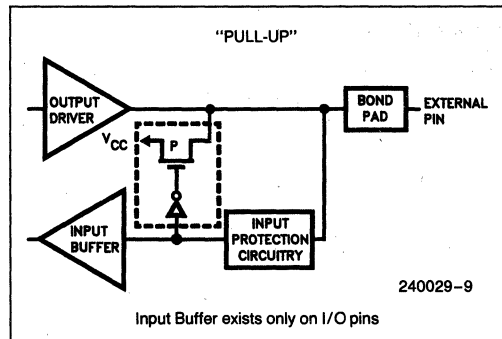 "PULL-UP"
OUTPUT
DRIVER
VCC
P
BOND
PAD
EXTERNAL
PIN
INPUT
BUFFER
INPUT
PROTECTION
CIRCUITRY
240029–9
Input Buffer exists only on I/O pins